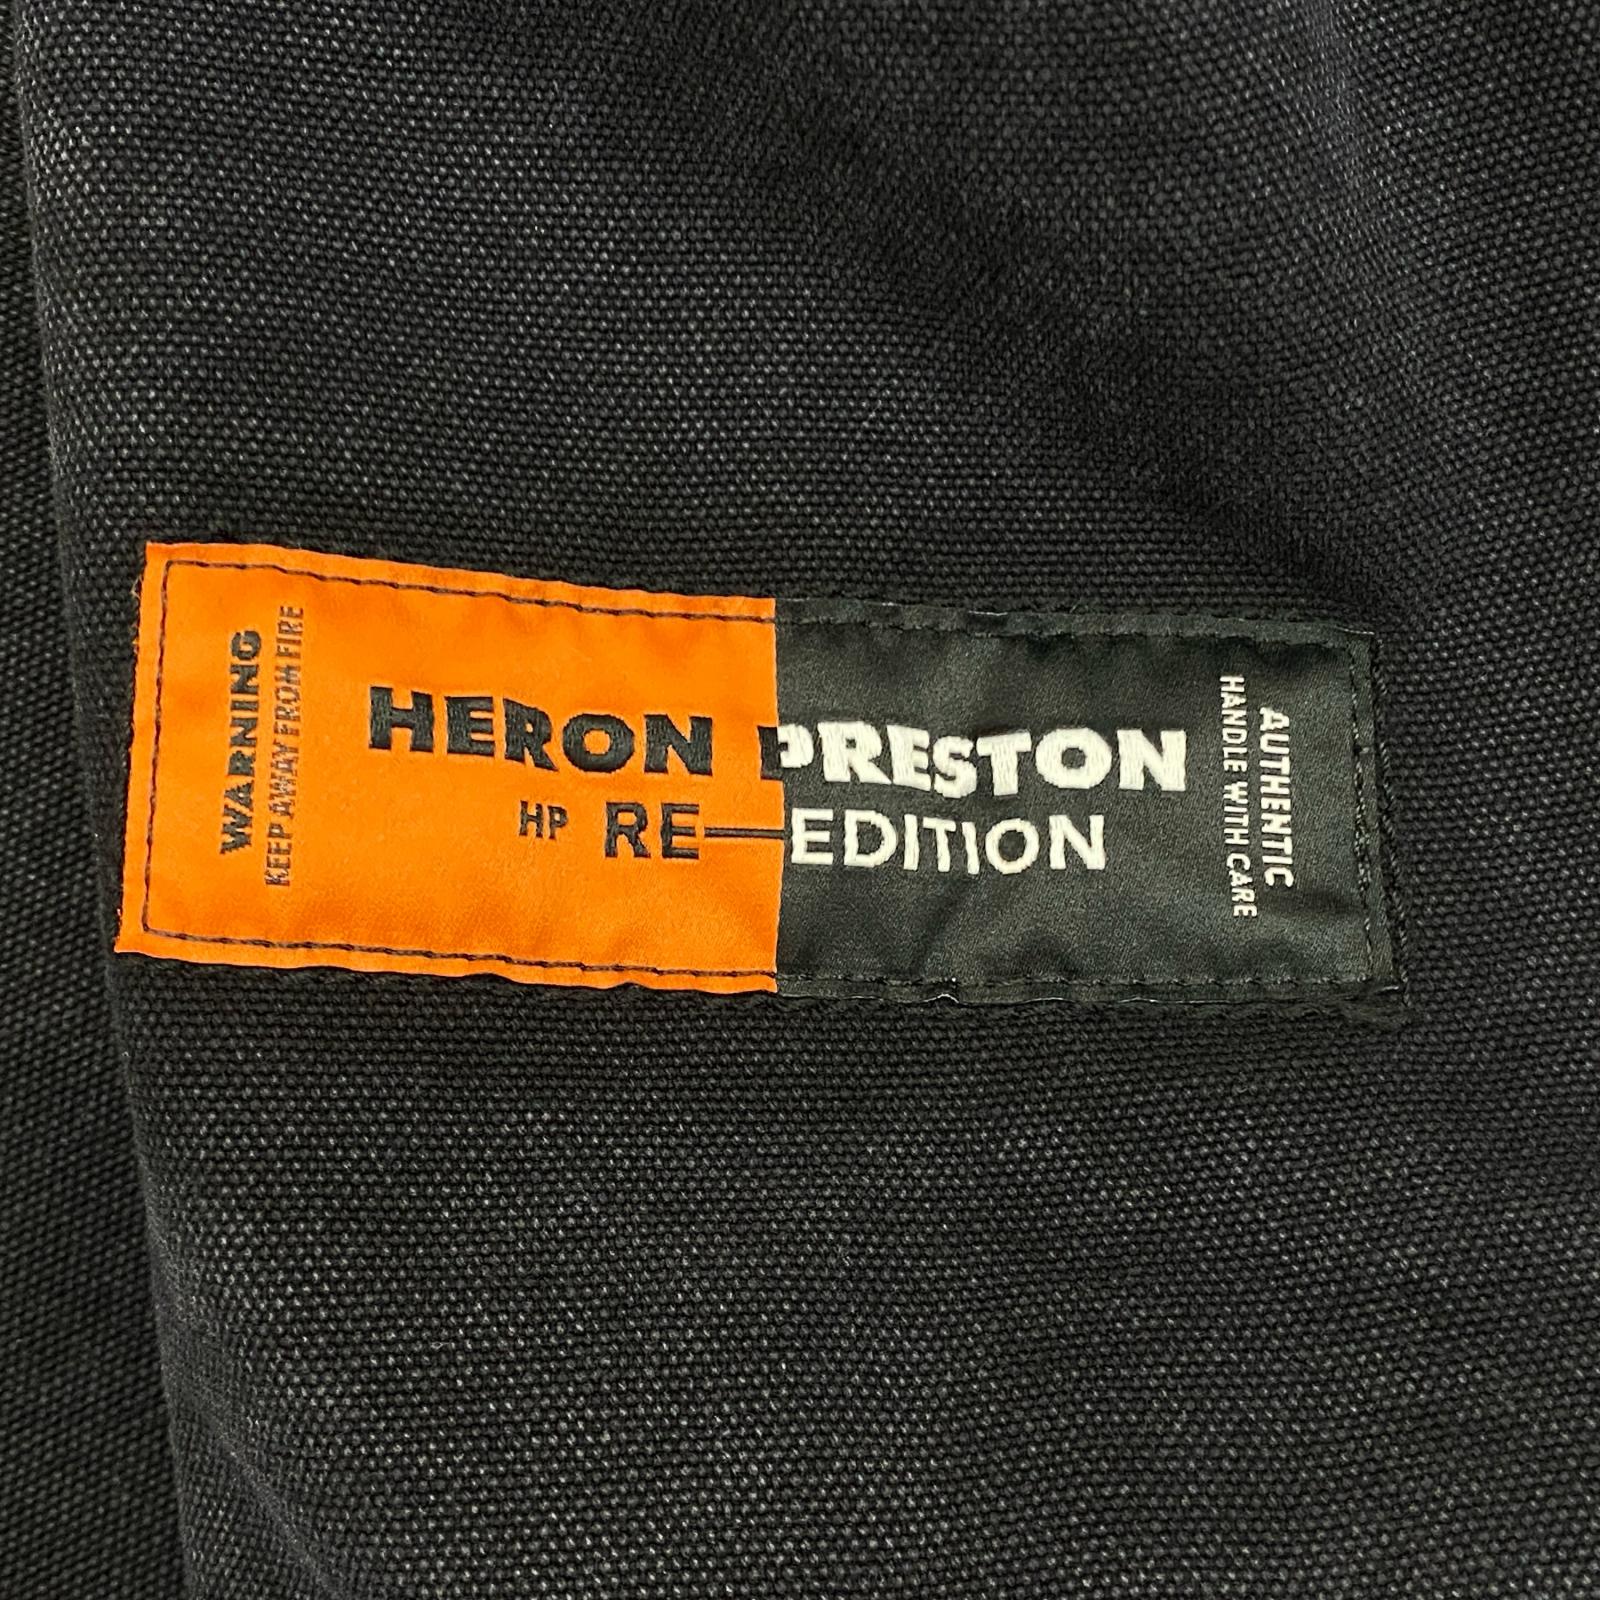 WARNING
KEEP AWAY FROM FIRE
HERON PRESTON
HP RE—EDITION
AUTHENTIC
HANDLE WITH CARE